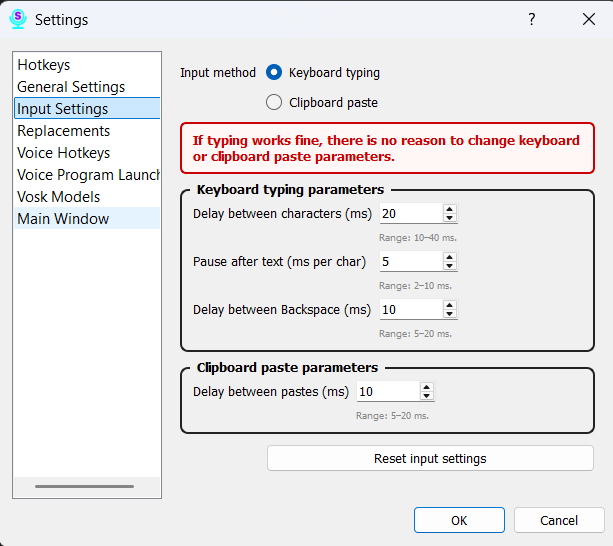 Settings
?
Hotkeys
General Settings
Input Settings
Replacements
Voice Hotkeys
Voice Program Launch
Vosk Models
Main Window
Input method Keyboard typing
Clipboard paste
If typing works fine, there is no reason to change keyboard
or clipboard paste parameters.
Keyboard typing parameters
Delay between characters (ms) 20
Range: 10–40 ms.
Pause after text (ms per char) 5
Range: 2–10 ms.
Delay between Backspace (ms) 10
Range: 5–20 ms.
Clipboard paste parameters
Delay between pastes (ms) 10
Range: 5–20 ms.
Reset input settings
OK Cancel